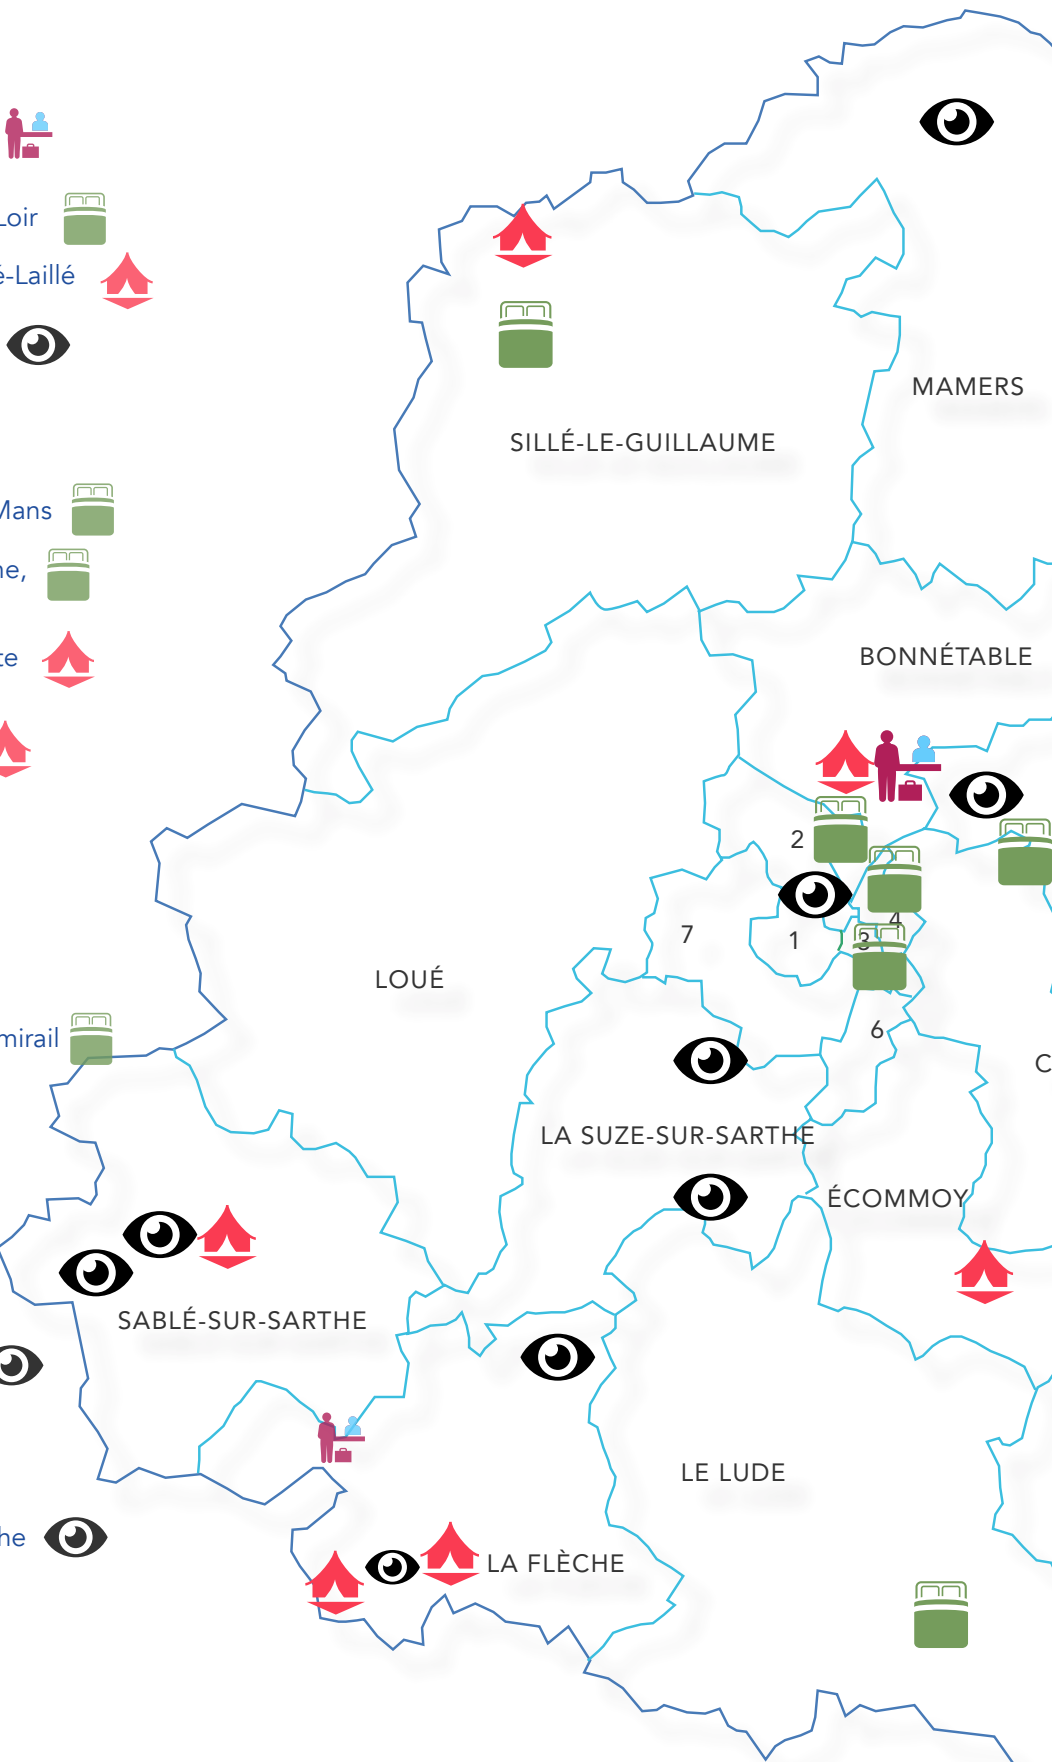 Loir
é-Laillé
MAMERS
SILLÉ-LE-GUILLAUME
Mans
ne,
te
BONNÉTABLE
2
4
7
1
3
LOUÉ
6
mirail
C
LA SUZE-SUR-SARTHE
ÉCOMMOY
SABLÉ-SUR-SARTHE
LE LUDE
he
LA FLÈCHE